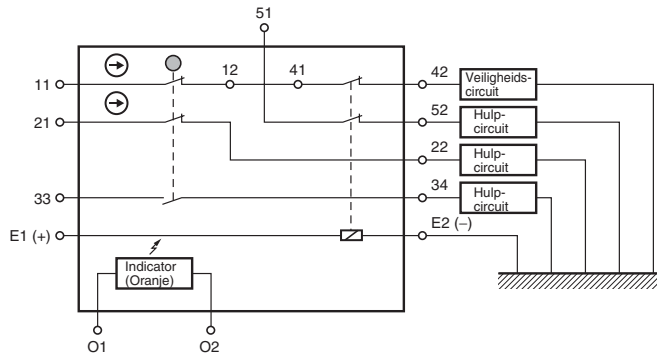 51
11
12
41
42
Veiligheids-
circuit
21
52
Hulp-
circuit
22
Hulp-
circuit
33
34
Hulp-
circuit
E1 (+)
E2 (–)
Indicator
(Oranje)
O1
O2